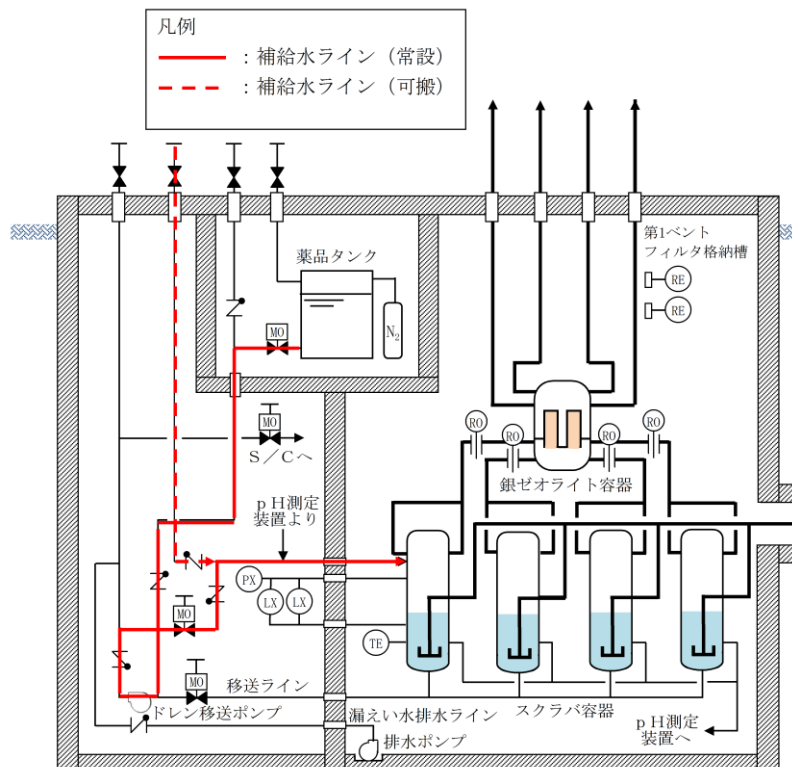 凡例
：補給水ライン（常設）
：補給水ライン（可搬）
第1ベント
フィルタ格納槽
RE
RE
薬品タンク
N2
MO
MO
S／Cへ
RO
RO
RO
RO
銀ゼオライト容器
ｐH測定
装置より
PX
LX
LX
MO
TE
MO
移送ライン
ドレン移送ポンプ
漏えい水排水ライン
スクラバ容器
排水ポンプ
ｐH測定
装置へ